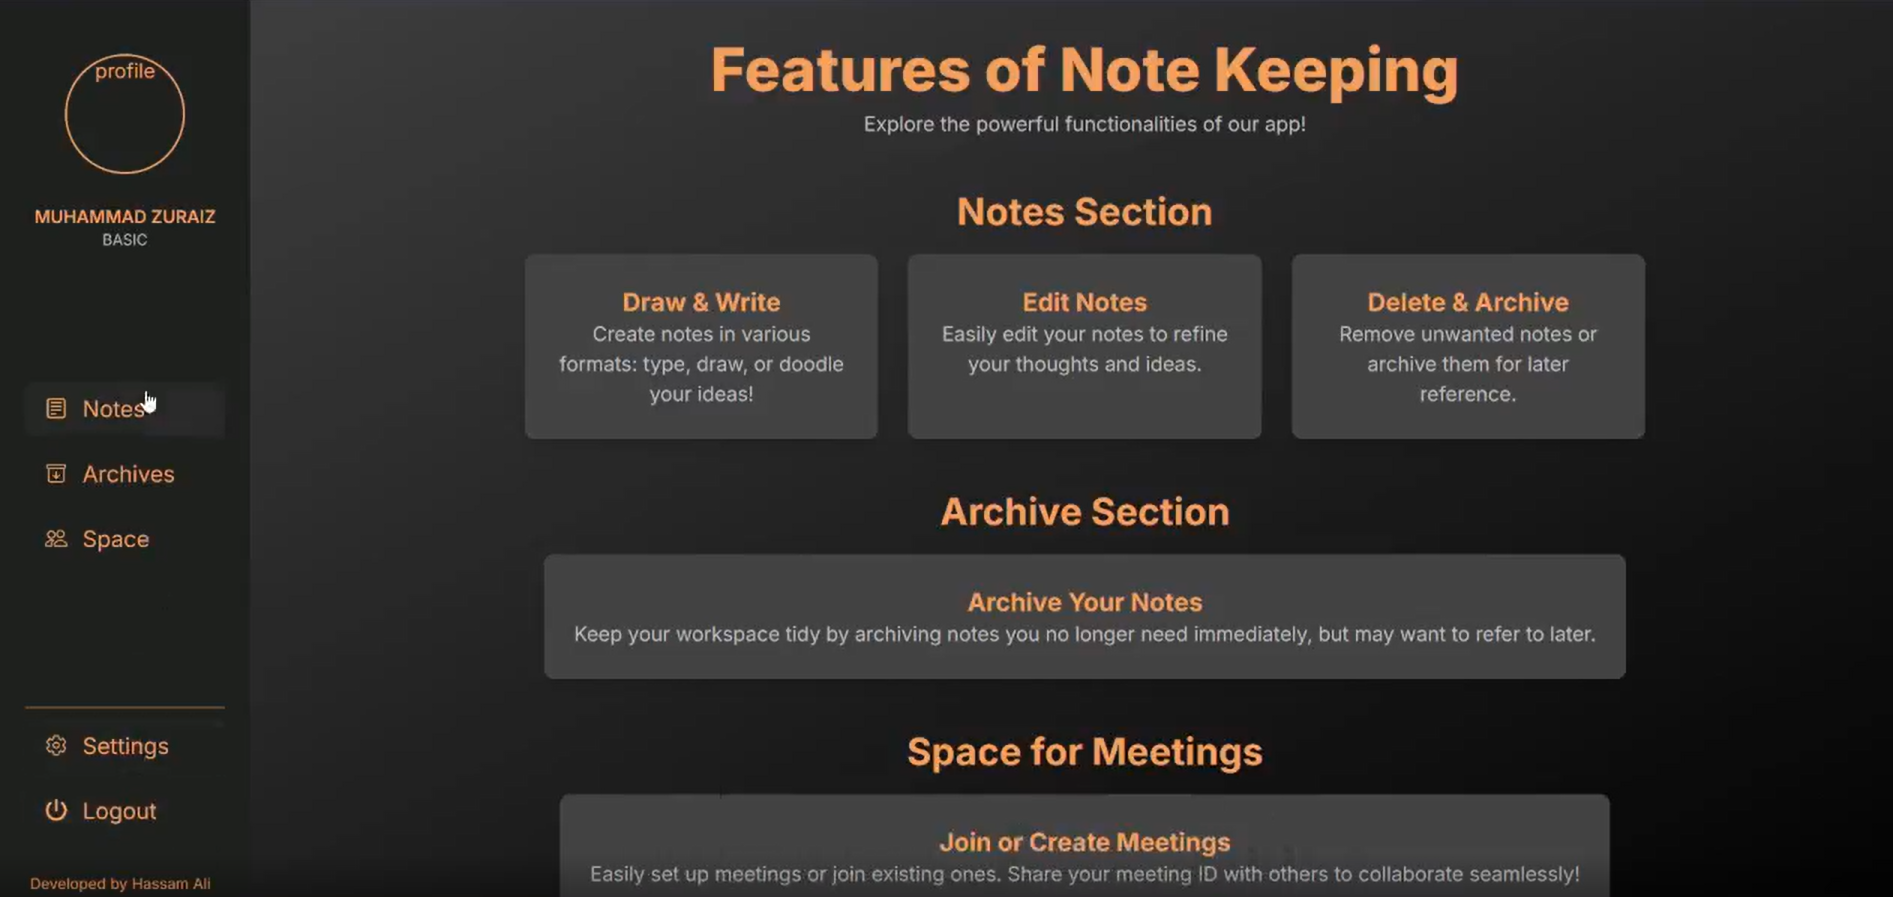 profile
MUHAMMAD ZURAIZ
BASIC
Notes
Archives
Space
Settings
Logout
Developed by Hassam Ali
Features of Note Keeping
Explore the powerful functionalities of our app!
Notes Section
Draw & Write
Create notes in various
formats: type, draw, or doodle
your ideas!
Edit Notes
Easily edit your notes to refine
your thoughts and ideas.
Delete & Archive
Remove unwanted notes or
archive them for later
reference.
Archive Section
Archive Your Notes
Keep your workspace tidy by archiving notes you no longer need immediately, but may want to refer to later.
Space for Meetings
Join or Create Meetings
Easily set up meetings or join existing ones. Share your meeting ID with others to collaborate seamlessly!